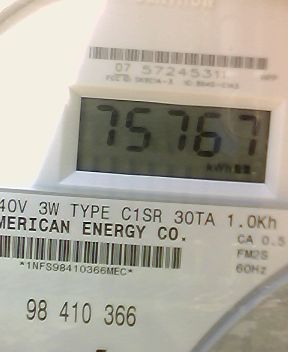 07 57245311
75767
kWh
40V 3W TYPE C1SR 30TA 1.0Kh
MERICAN ENERGY CO.
CA 0.5
*1NFS98410366MEC*
FM2S
60Hz
98 410 366